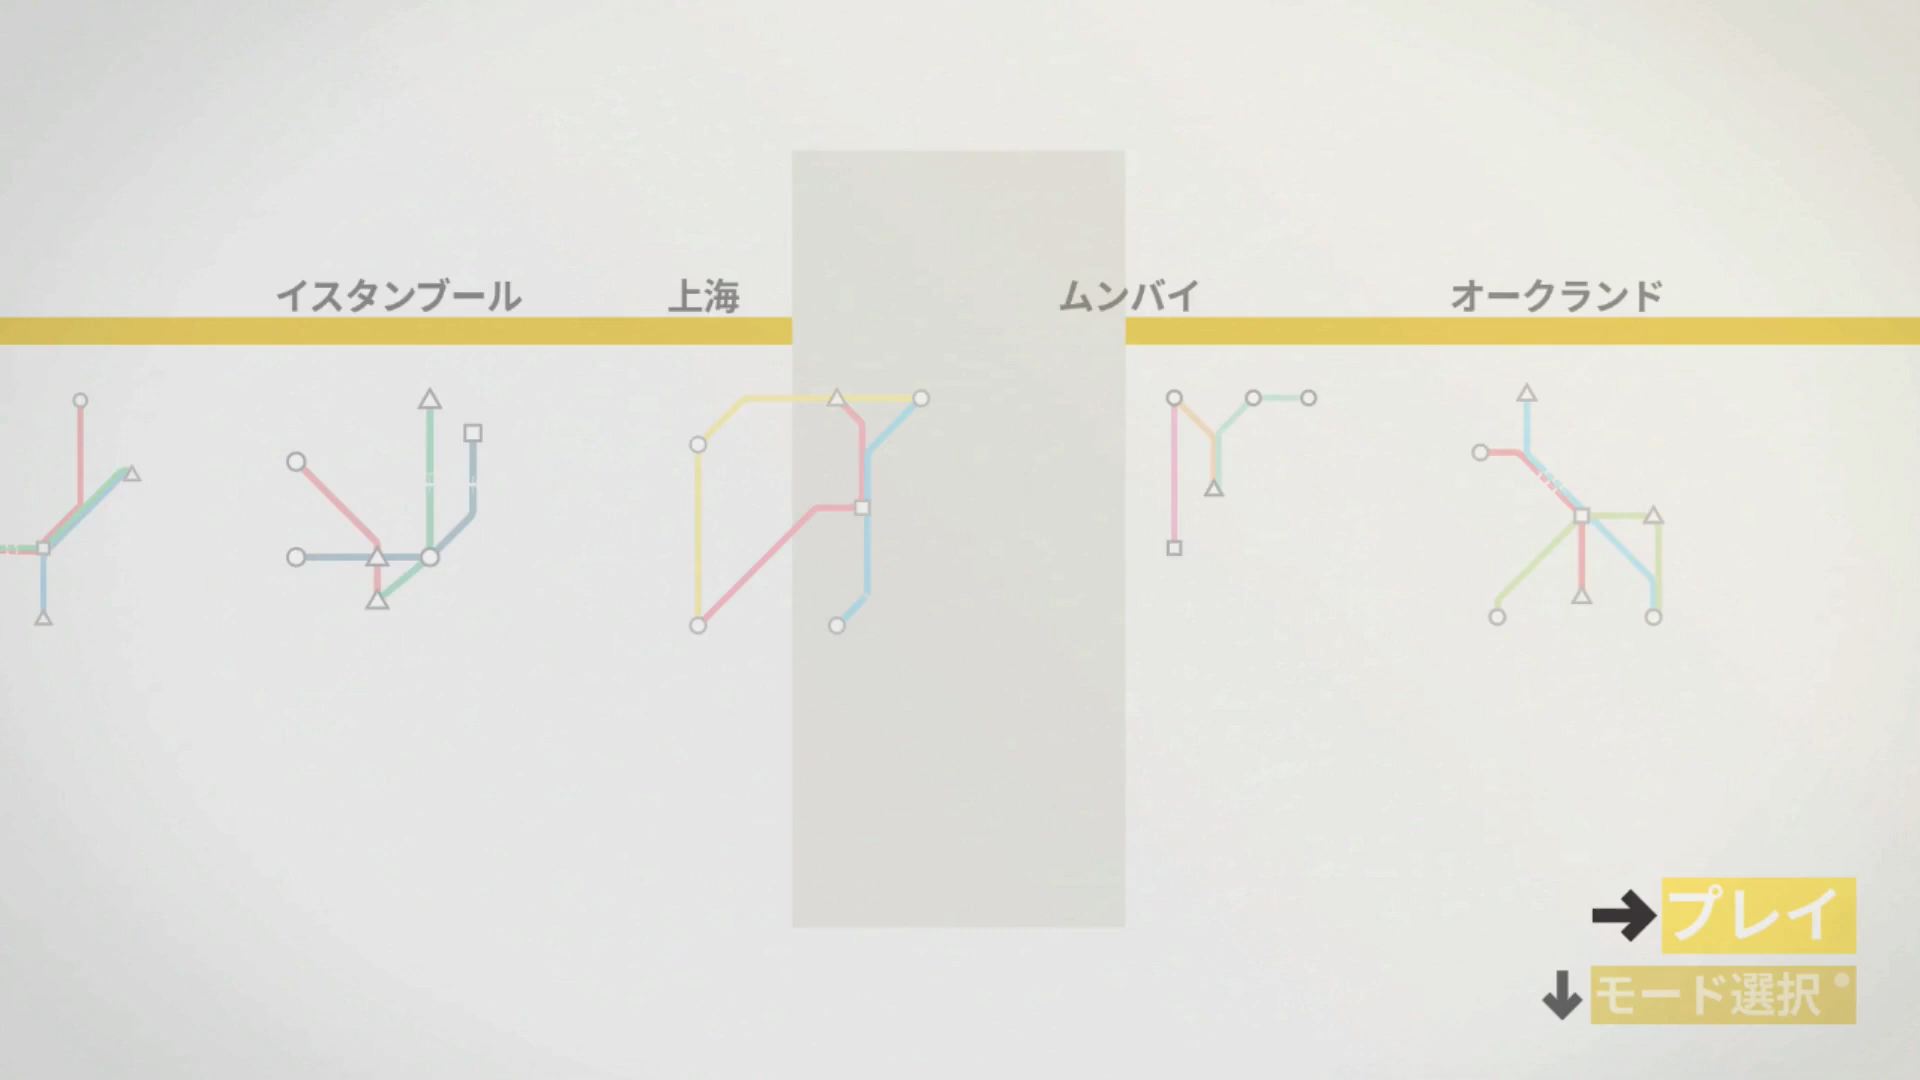 イスタンブール
上海
ムンバイ
オークランド
プレイ
モード選択